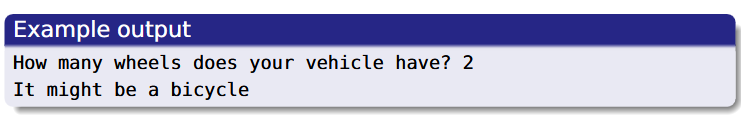 Example output
How many wheels does your vehicle have? 2
It might be a bicycle